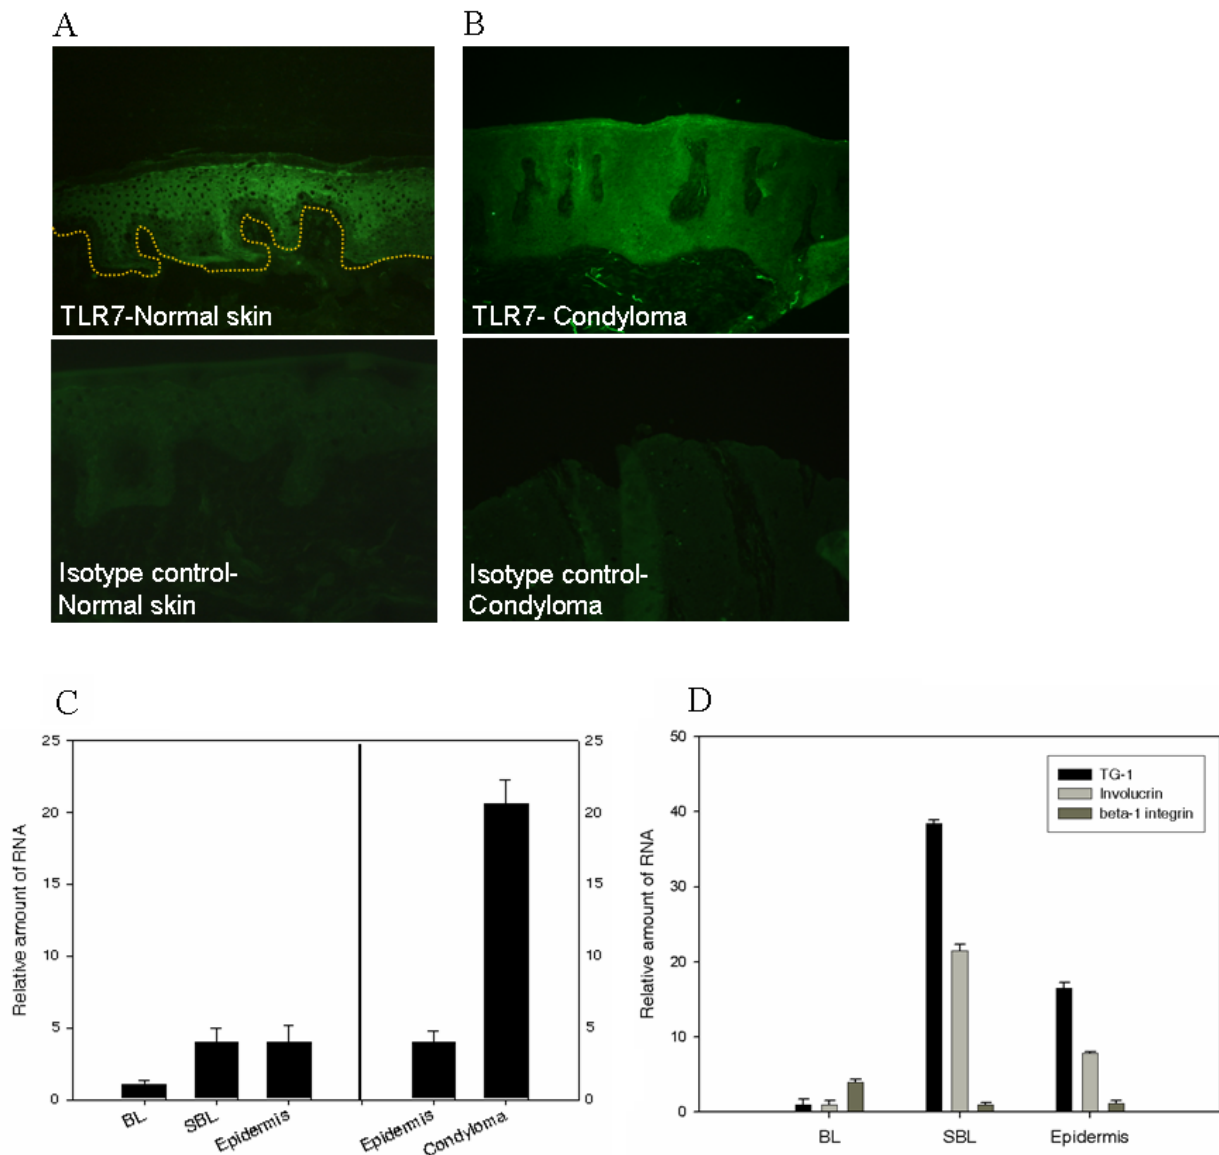 A
B
TLR7-Normal skin
TLR7- Condyloma
Isotype control-
Normal skin
Isotype control-
Condyloma
C
25
20
15
10
5
0
Relative amount of RNA
25
20
15
10
5
0
BL
SBL
Epidermis
Epidermis
Condyloma
D
50
40
30
20
10
0
Relative amount of RNA
TG-1
Involucrin
beta-1 integrin
BL
SBL
Epidermis